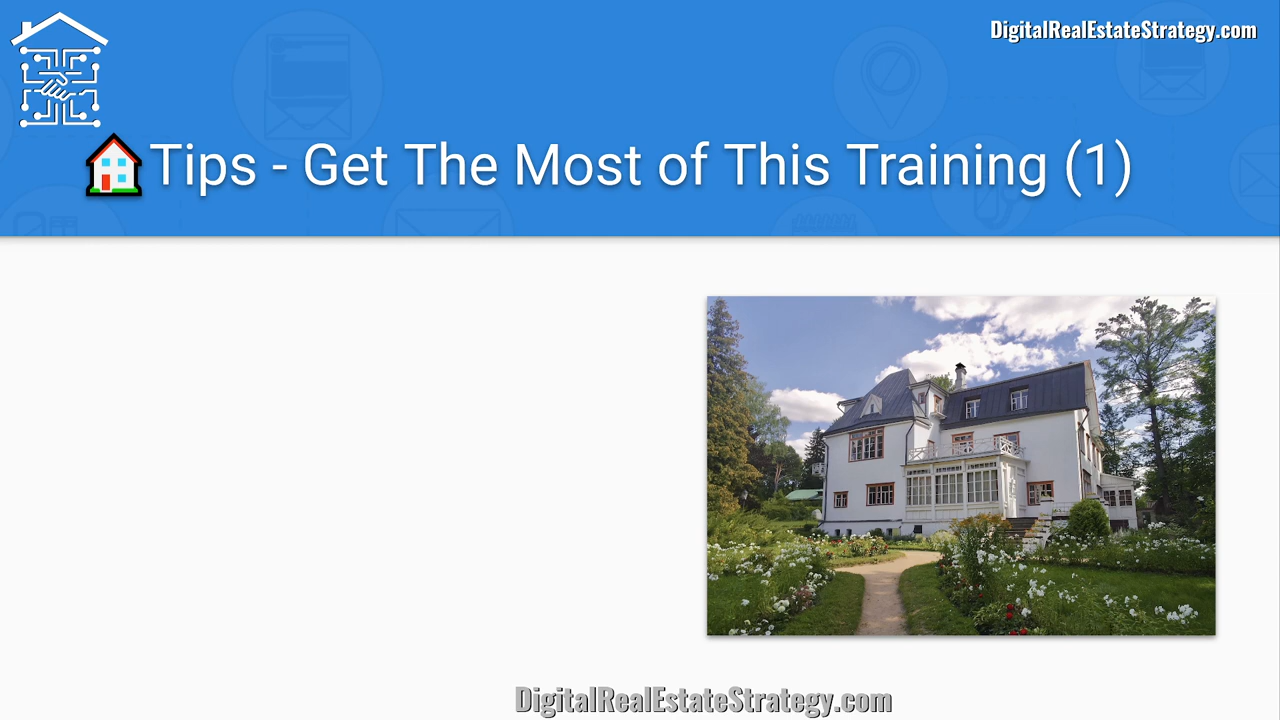 DigitalRealEstateStrategy.com
Tips - Get The Most of This Training (1)
DigitalRealEstateStrategy.com